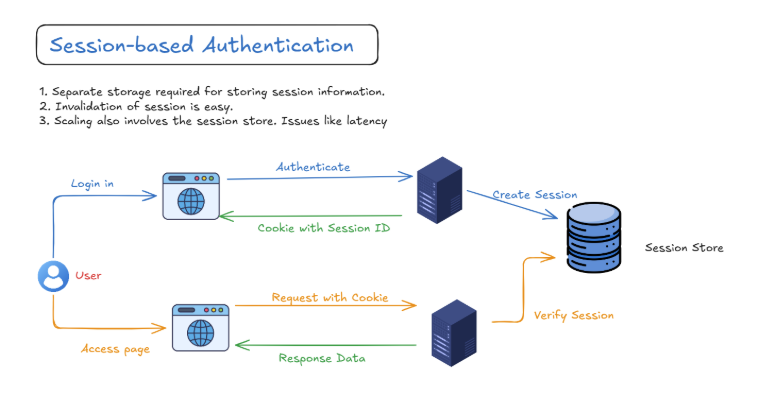 Session-based Authentication
1. Separate storage required for storing session information.
2. Invalidation of session is easy.
3. Scaling also involves the session store. Issues like latency
Authenticate
Login in
Create Session
Cookie with Session ID
Session Store
User
Request with Cookie
Verify Session
Access page
Response Data